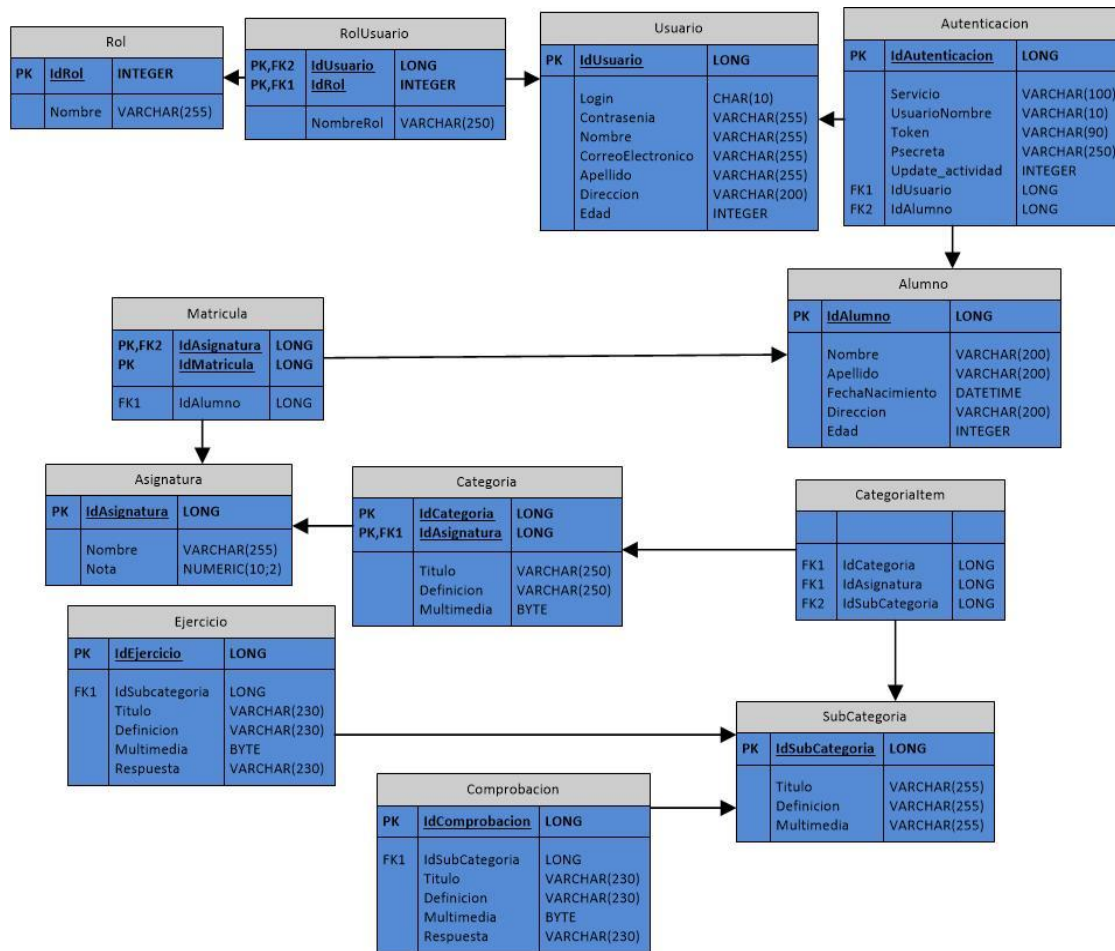 Rol
PK IdRol INTEGER
Nombre VARCHAR(255)
RolUsuario
PK,FK2 IdUsuario LONG
PK,FK1 IdRol INTEGER
NombreRol VARCHAR(250)
Usuario
PK IdUsuario LONG
Login CHAR(10)
Contrasenia VARCHAR(255)
Nombre VARCHAR(255)
CorreoElectronico VARCHAR(255)
Apellido VARCHAR(255)
Direccion VARCHAR(200)
Edad INTEGER
Autenticacion
PK IdAutenticacion LONG
Servicio VARCHAR(100)
UsuarioNombre VARCHAR(10)
Token VARCHAR(90)
Psecreta VARCHAR(250)
Update_actividad INTEGER
FK1 IdUsuario LONG
FK2 IdAlumno LONG
Matricula
PK,FK2 IdAsignatura LONG
PK IdMatricula LONG
FK1 IdAlumno LONG
Alumno
PK IdAlumno LONG
Nombre VARCHAR(200)
Apellido VARCHAR(200)
FechaNacimiento DATETIME
Direccion VARCHAR(200)
Edad INTEGER
Asignatura
PK IdAsignatura LONG
Nombre VARCHAR(255)
Nota NUMERIC(10;2)
Categoria
PK IdCategoria LONG
PK,FK1 IdAsignatura LONG
Titulo VARCHAR(250)
Definicion VARCHAR(250)
Multimedia BYTE
CategoriaItem
FK1 IdCategoria LONG
FK1 IdAsignatura LONG
FK2 IdSubCategoria LONG
Ejercicio
PK IdEjercicio LONG
FK1 IdSubcategoria LONG
Titulo VARCHAR(230)
Definicion VARCHAR(230)
Multimedia BYTE
Respuesta VARCHAR(230)
SubCategoria
PK IdSubCategoria LONG
Titulo VARCHAR(255)
Definicion VARCHAR(255)
Multimedia VARCHAR(255)
Comprobacion
PK IdComprobacion LONG
FK1 IdSubCategoria LONG
Titulo VARCHAR(230)
Definicion VARCHAR(230)
Multimedia BYTE
Respuesta VARCHAR(230)